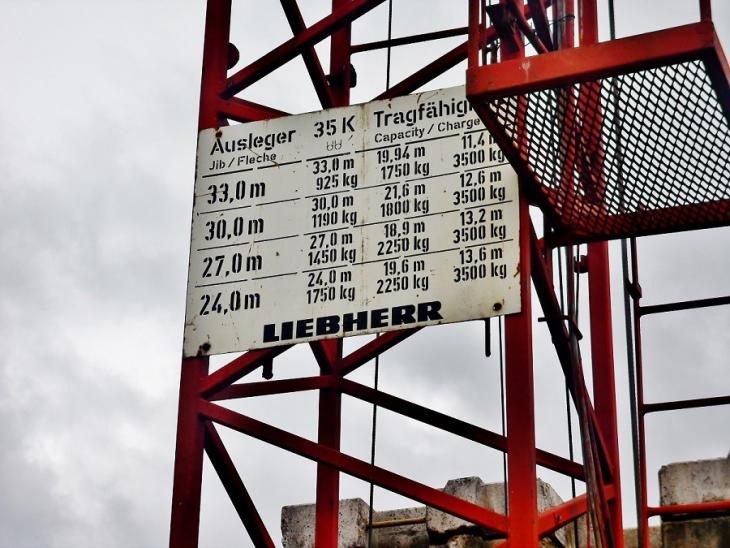 Ausleger 35 K Tragfähig
Jib / Fleche Capacity / Charge
33,0 m 33,0 m 19,94 m 11,4 m
925 kg 1750 kg 3500 kg
30,0 m 30,0 m 21,6 m 12,6 m
1190 kg 1800 kg 3500 kg
27,0 m 27,0 m 18,9 m 13,2 m
1450 kg 2250 kg 3500 kg
24,0 m 24,0 m 19,6 m 13,6 m
1750 kg 2250 kg 3500 kg
LIEBHERR